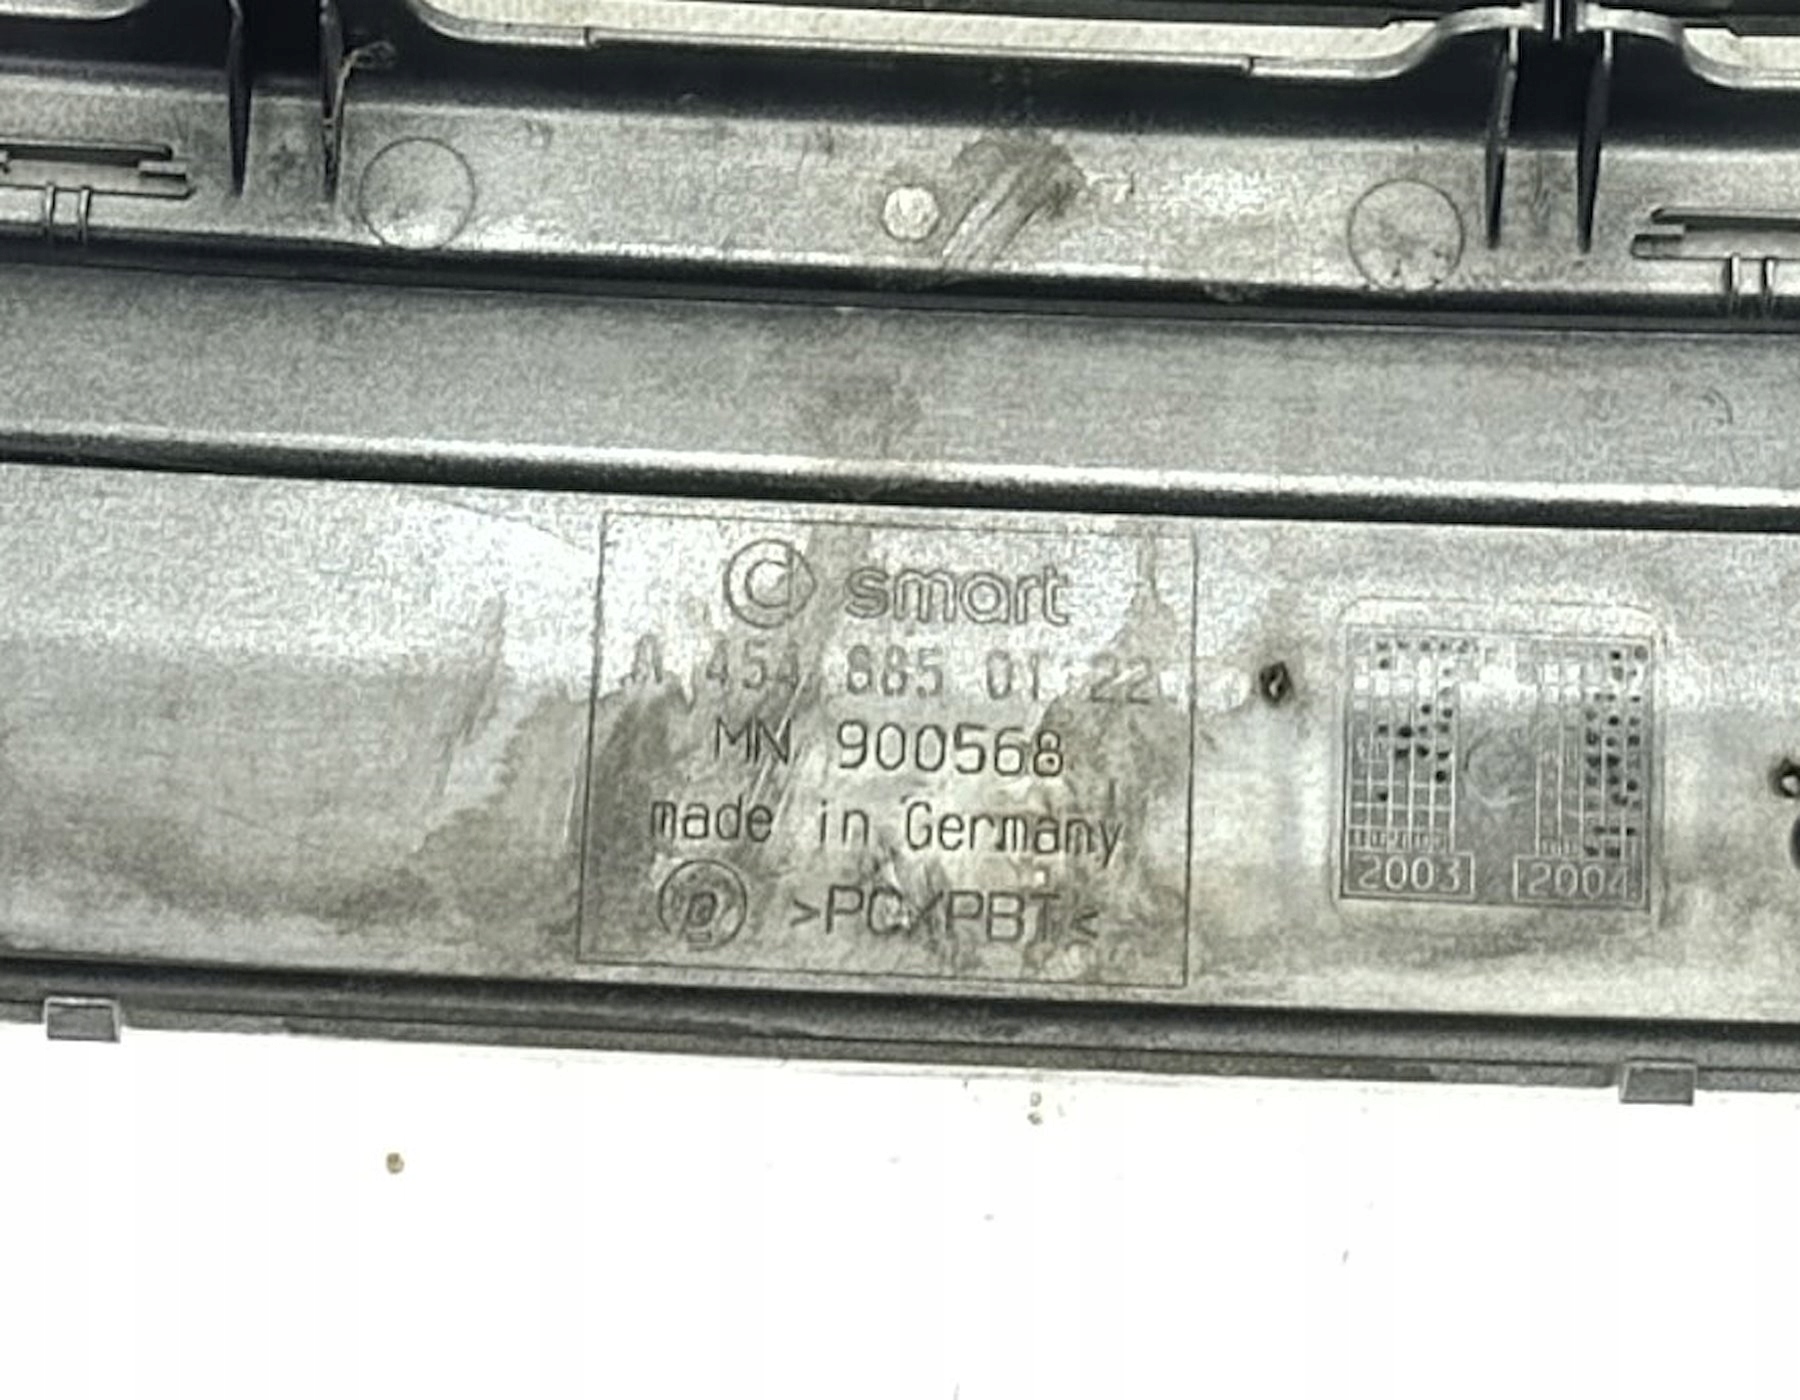 smart
A 454 885 01 22
MN 900568
made in Germany
>PC/PBT<
2003 2004